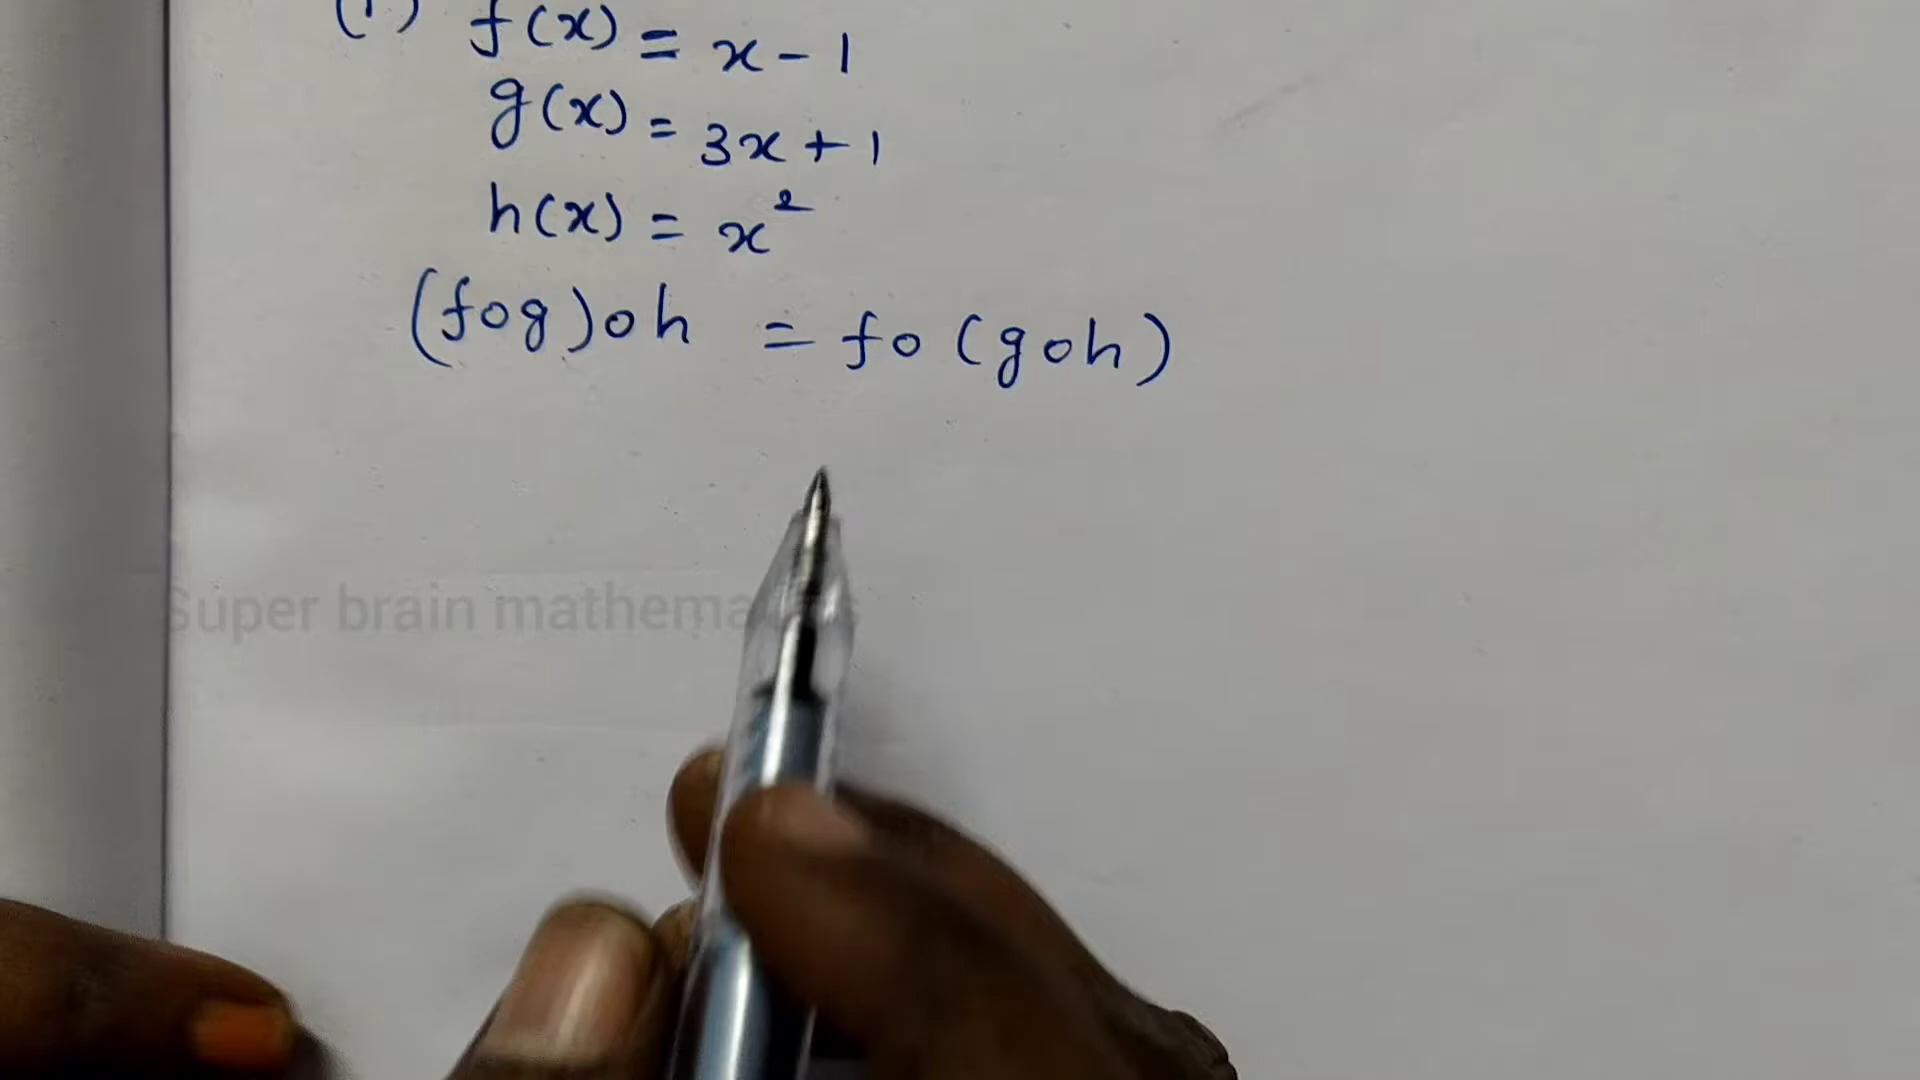 (i) f(x) = x - 1
g(x) = 3x + 1
h(x) = x²
(fog)oh = fo(goh)
Super brain mathematics